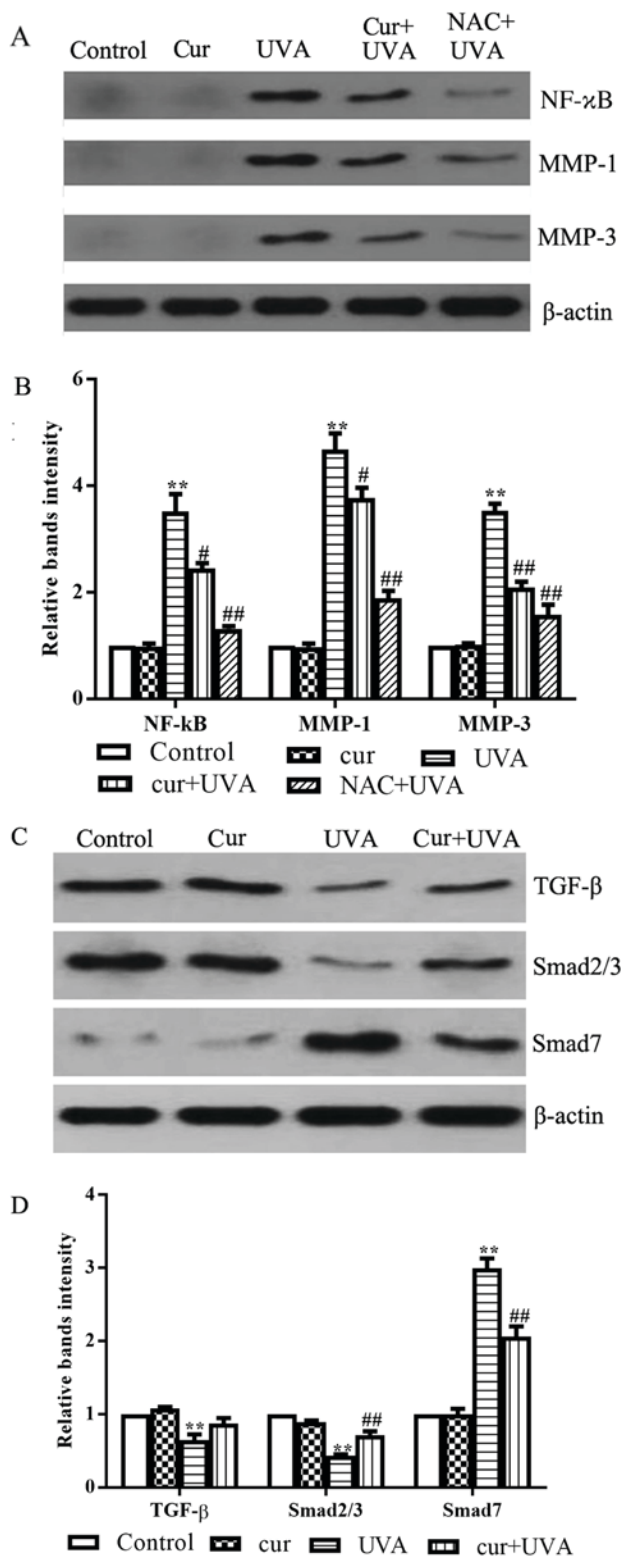 A
Control Cur UVA Cur+ UVA NAC+ UVA
NF-ϰB
MMP-1
MMP-3
β-actin
B
Relative bands intensity
6
4
2
0
** # ##
** # ##
** ## ##
NF-kB MMP-1 MMP-3
Control cur UVA
cur+UVA NAC+UVA
C
Control Cur UVA Cur+UVA
TGF-β
Smad2/3
Smad7
β-actin
D
Relative bands intensity
4
3
2
1
0
**
** ##
** ##
TGF-β Smad2/3 Smad7
Control cur UVA cur+UVA